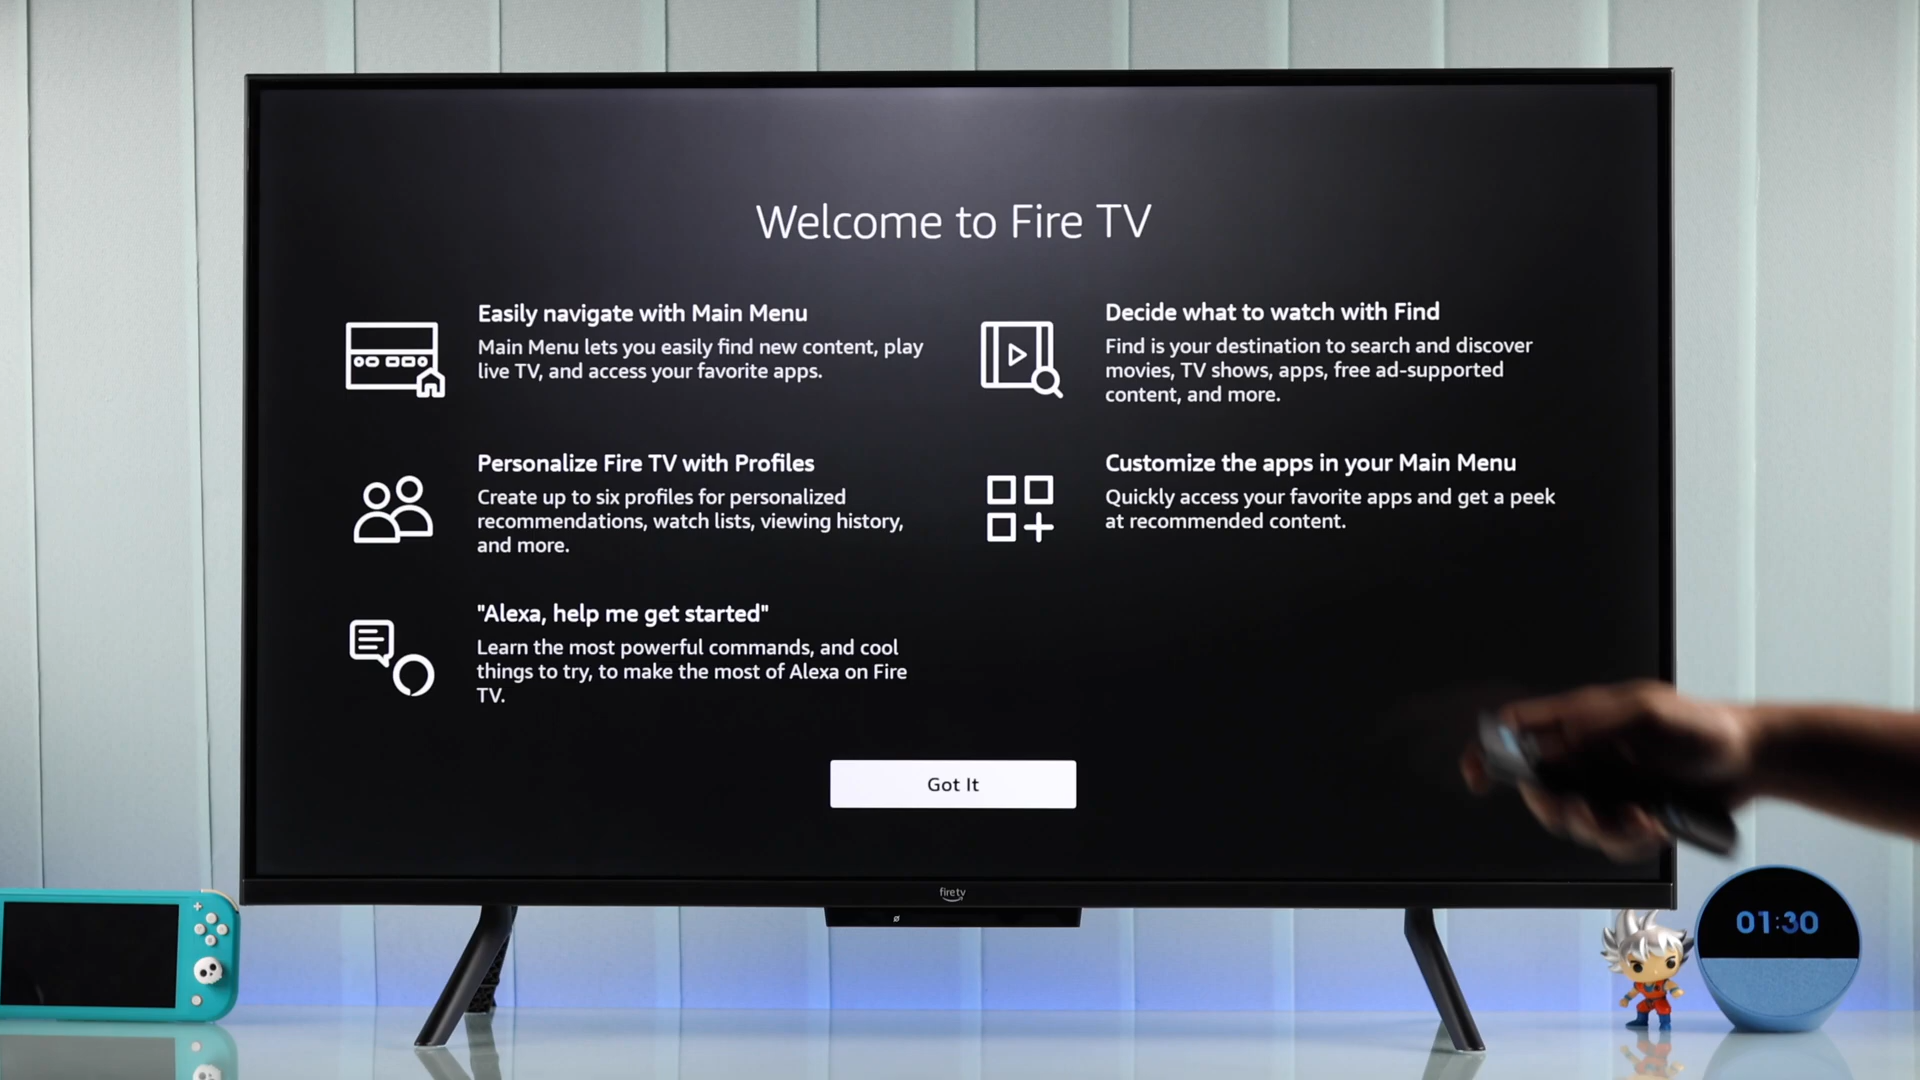 Welcome to Fire TV
Easily navigate with Main Menu
Main Menu lets you easily find new content, play
live TV, and access your favorite apps.
Decide what to watch with Find
Find is your destination to search and discover
movies, TV shows, apps, free ad-supported
content, and more.
Personalize Fire TV with Profiles
Create up to six profiles for personalized
recommendations, watch lists, viewing history,
and more.
Customize the apps in your Main Menu
Quickly access your favorite apps and get a peek
at recommended content.
"Alexa, help me get started"
Learn the most powerful commands, and cool
things to try, to make the most of Alexa on Fire
TV.
Got It
fire tv
01:30